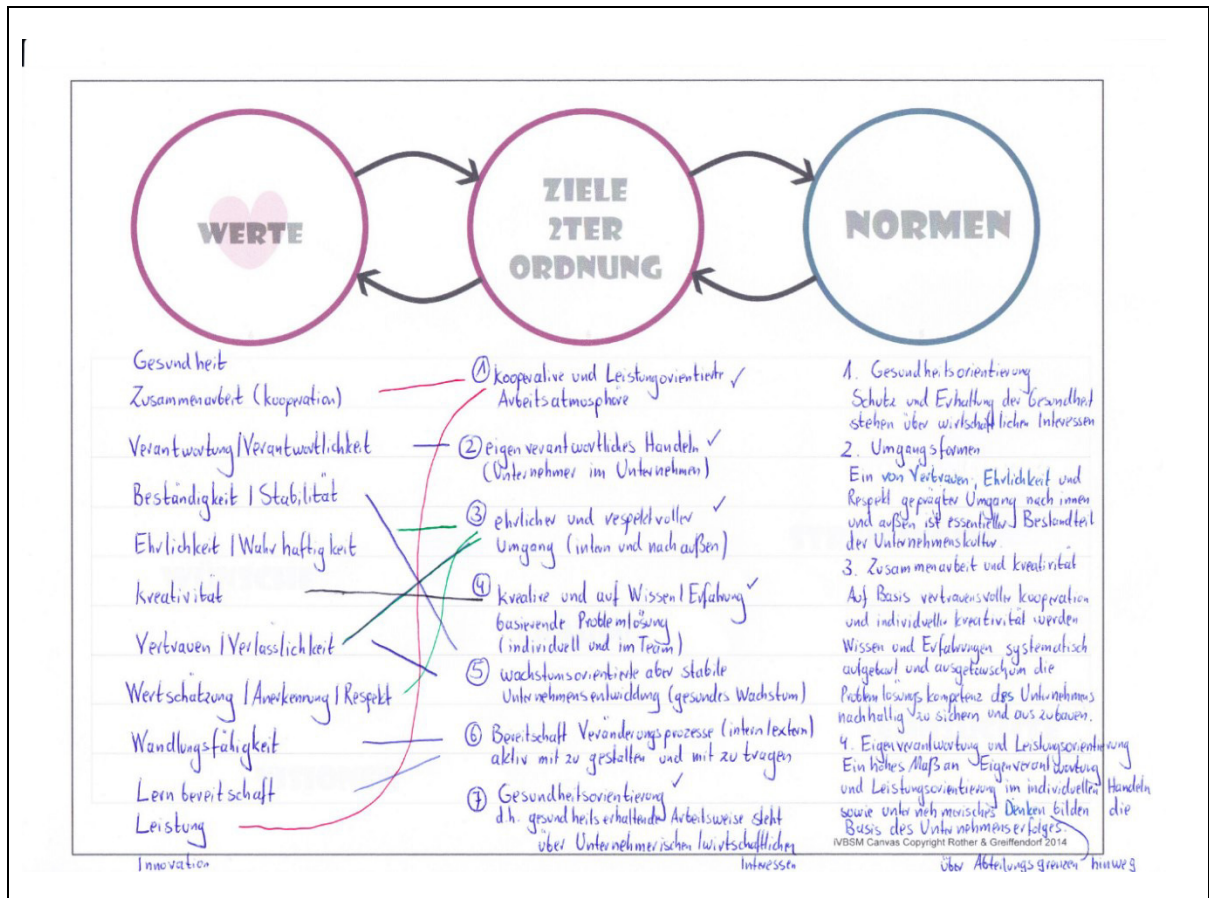 WERTE
ZIELE
2TER
ORDNUNG
NORMEN
Gesundheit
Zusammenarbeit (kooperation)
Verantwortung/Verantwortlichkeit
Beständigkeit / Stabilität
Ehrlichkeit / Wahrhaftigkeit
kreativität
Vertrauen / Verlässlichkeit
Wertschätzung / Anerkennung / Respekt
Wandlungsfähigkeit
Lernbereitschaft
Leistung
Innovation
① kooperative und Leistungorientierte ✓
Arbeitsatmosphäre
② eigenverantwortliches Handeln ✓
(Unternehmer im Unternehmen)
③ ehrlicher und respektvoller ✓
Umgang (intern und nach außen)
④ kreative und auf Wissen/Erfahrung ✓
basierende Problemlösung
(individuell und im Team)
⑤ wachstumsorientierte aber stabile
Unternehmensentwicklung (gesundes Wachstum)
⑥ Bereitschaft Veränderungsprozesse (intern/extern)
aktiv mit zu gestalten und mit zu tragen
⑦ Gesundheitsorientierung ✓
d.h. gesundheitserhaltende Arbeitsweise steht
über Unternehmerischen/wirtschaftlichen
Interessen
1. Gesundheitsorientierung
Schutz und Erhaltung der Gesundheit
stehen über wirtschaftlichen Interessen
2. Umgangsformen
Ein von Vertrauen, Ehrlichkeit und
Respekt geprägter Umgang nach innen
und außen ist essentieller Bestandteil
der Unternehmenskultur.
3. Zusammenarbeit und kreativität
Auf Basis vertrauensvoller kooperation
und individueller kreativität werden
Wissen und Erfahrungen systematisch
aufgebaut und ausgetauscht um die
Problemlösungskompetenz des Unternehmens
nachhaltig zu sichern und auszubauen.
4. Eigenverantwortung und Leistungsorientierung
Ein hohes Maß an Eigenverantwortung
und Leistungsorientierung im individuellen Handeln
sowie unternehmerisches Denken bilden die
Basis des Unternehmenserfolges.
iVBSM Canvas Copyright Rother & Greiffendorf 2014
über Abteilungsgrenzen hinweg